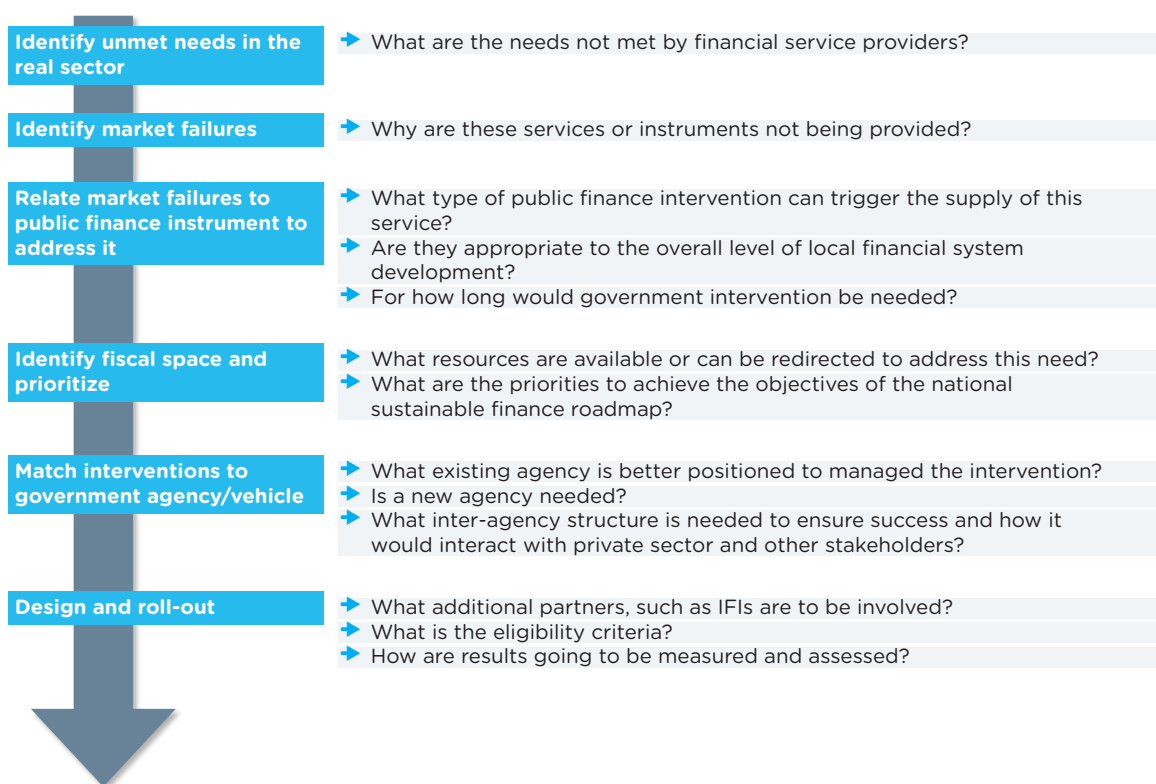 Identify unmet needs in the
real sector
What are the needs not met by financial service providers?
Identify market failures
Why are these services or instruments not being provided?
Relate market failures to
public finance instrument to
address it
What type of public finance intervention can trigger the supply of this
service?
Are they appropriate to the overall level of local financial system
development?
For how long would government intervention be needed?
Identify fiscal space and
prioritize
What resources are available or can be redirected to address this need?
What are the priorities to achieve the objectives of the national
sustainable finance roadmap?
Match interventions to
government agency/vehicle
What existing agency is better positioned to managed the intervention?
Is a new agency needed?
What inter-agency structure is needed to ensure success and how it
would interact with private sector and other stakeholders?
Design and roll-out
What additional partners, such as IFIs are to be involved?
What is the eligibility criteria?
How are results going to be measured and assessed?